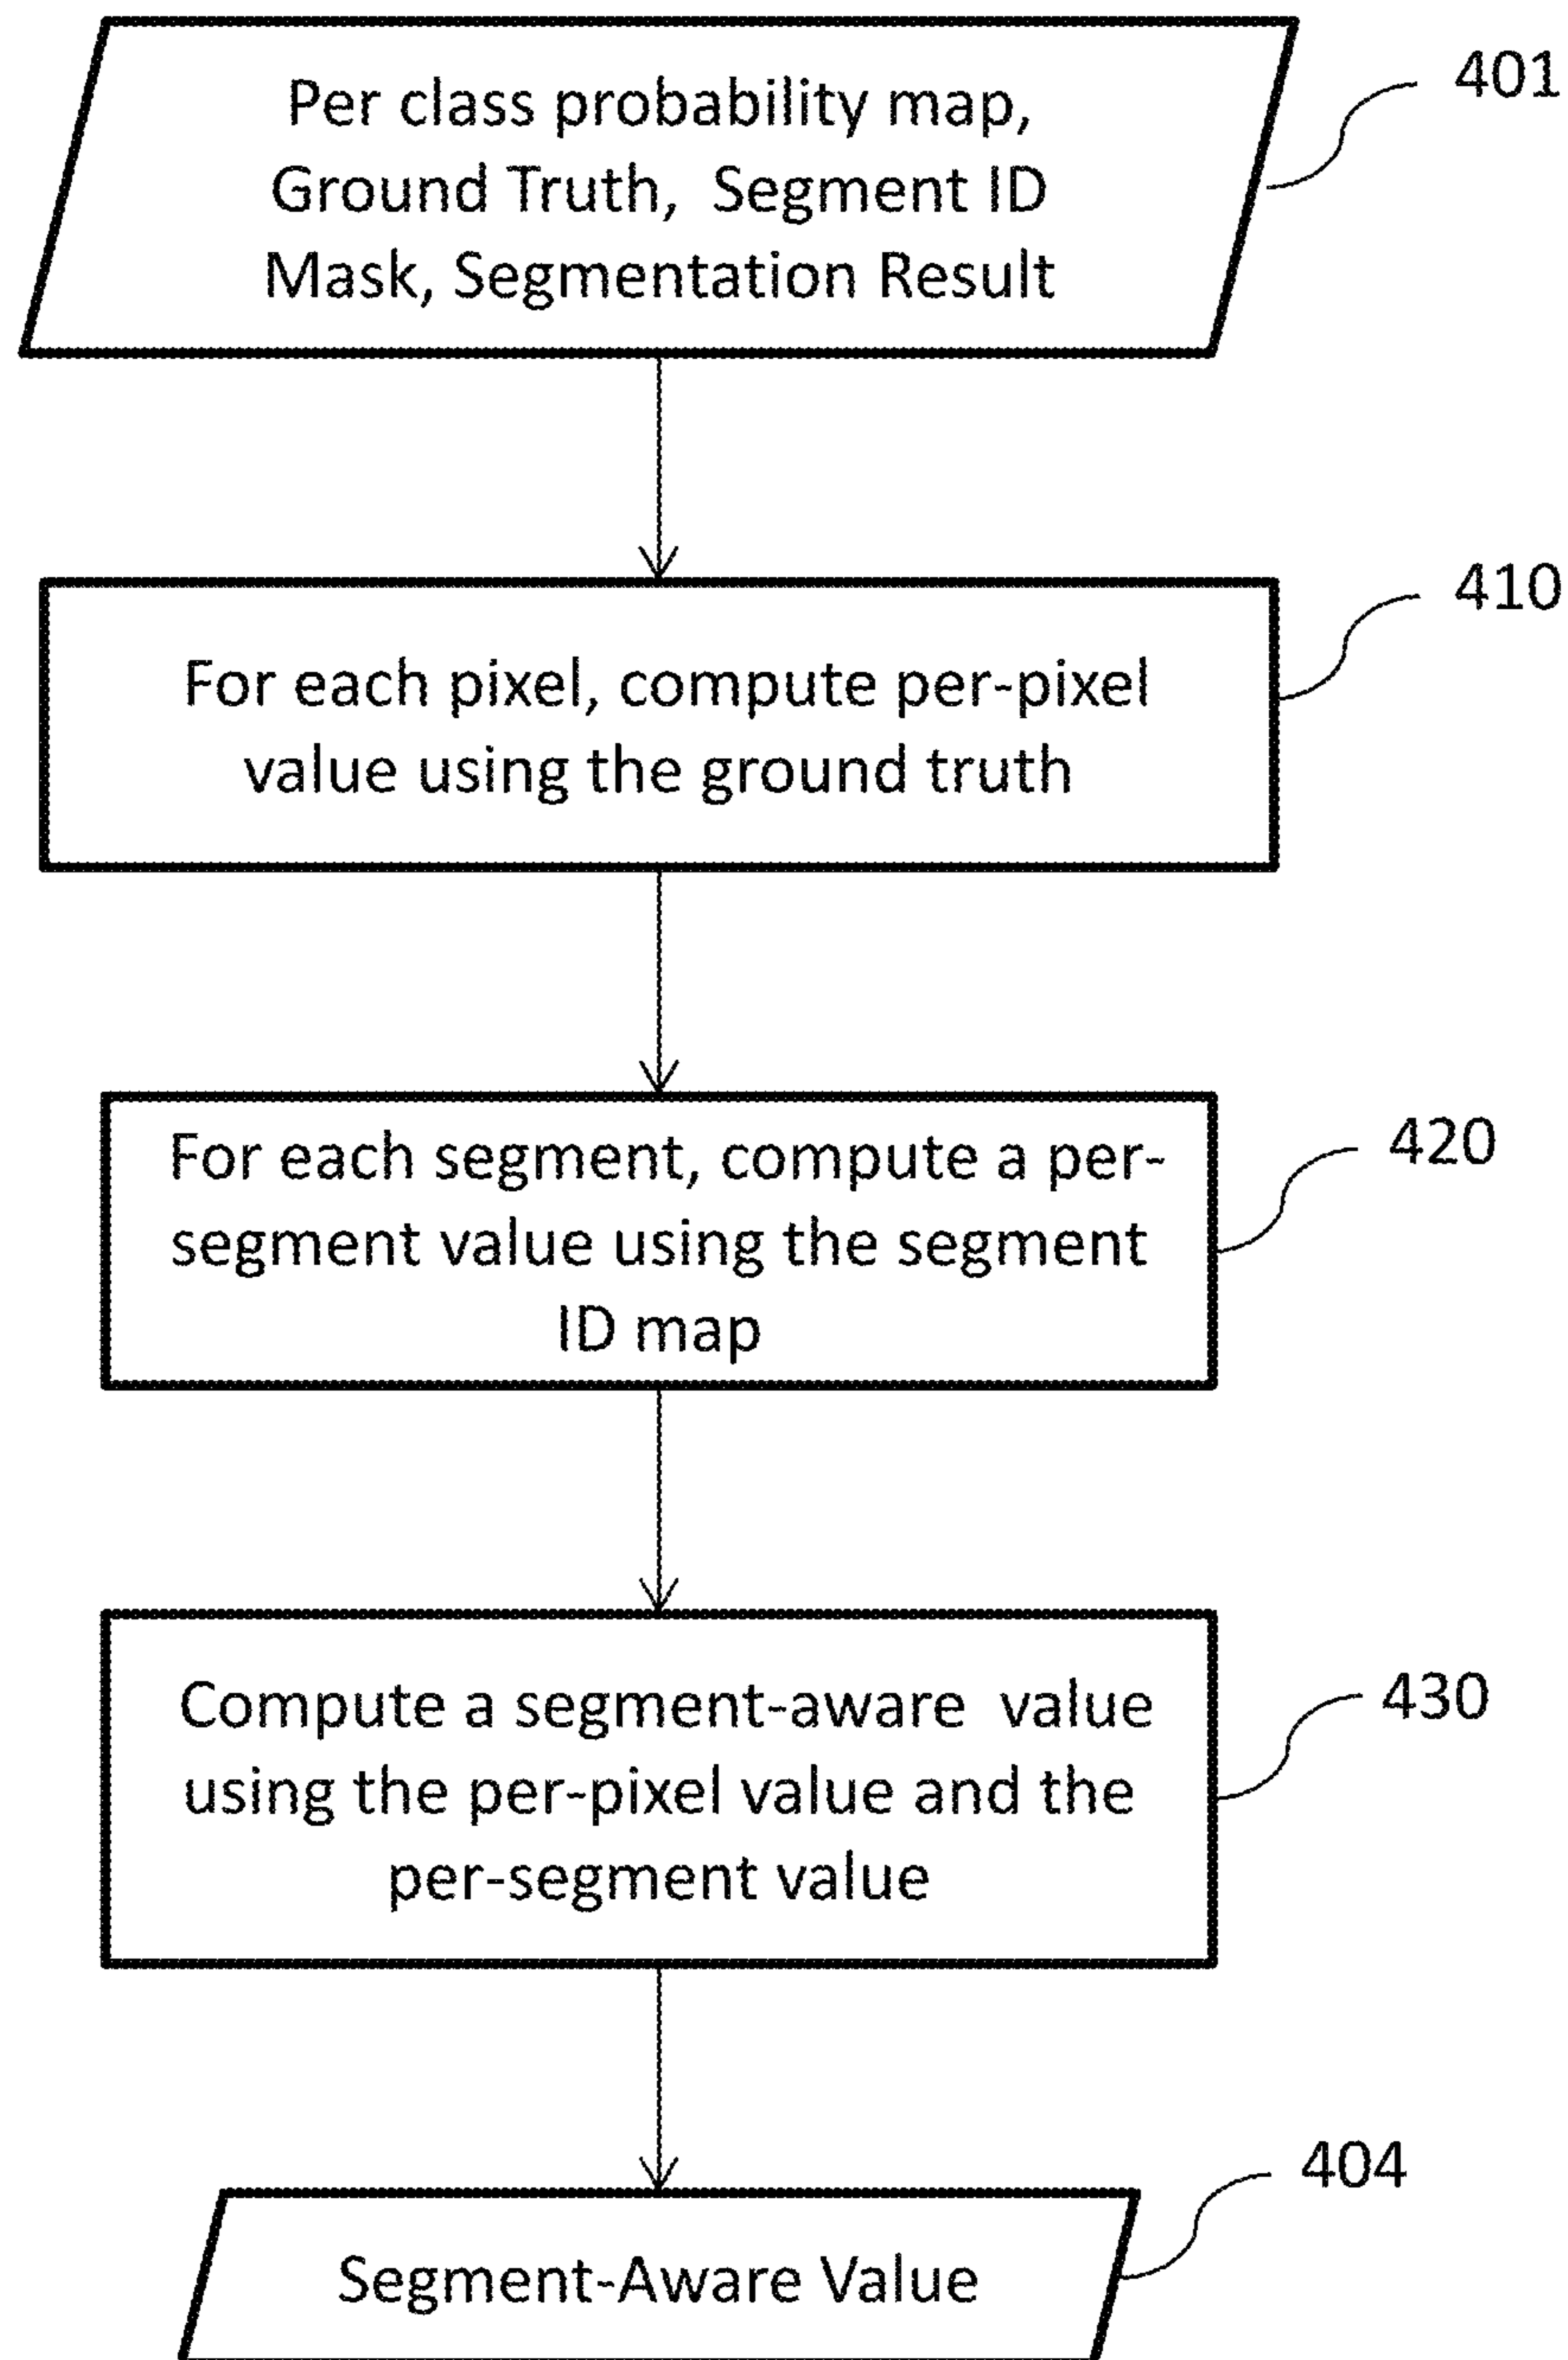 Per class probability map,
Ground Truth, Segment ID
Mask, Segmentation Result
401
For each pixel, compute per-pixel
value using the ground truth
410
For each segment, compute a per-
segment value using the segment
ID map
420
Compute a segment-aware value
using the per-pixel value and the
per-segment value
430
Segment-Aware Value
404